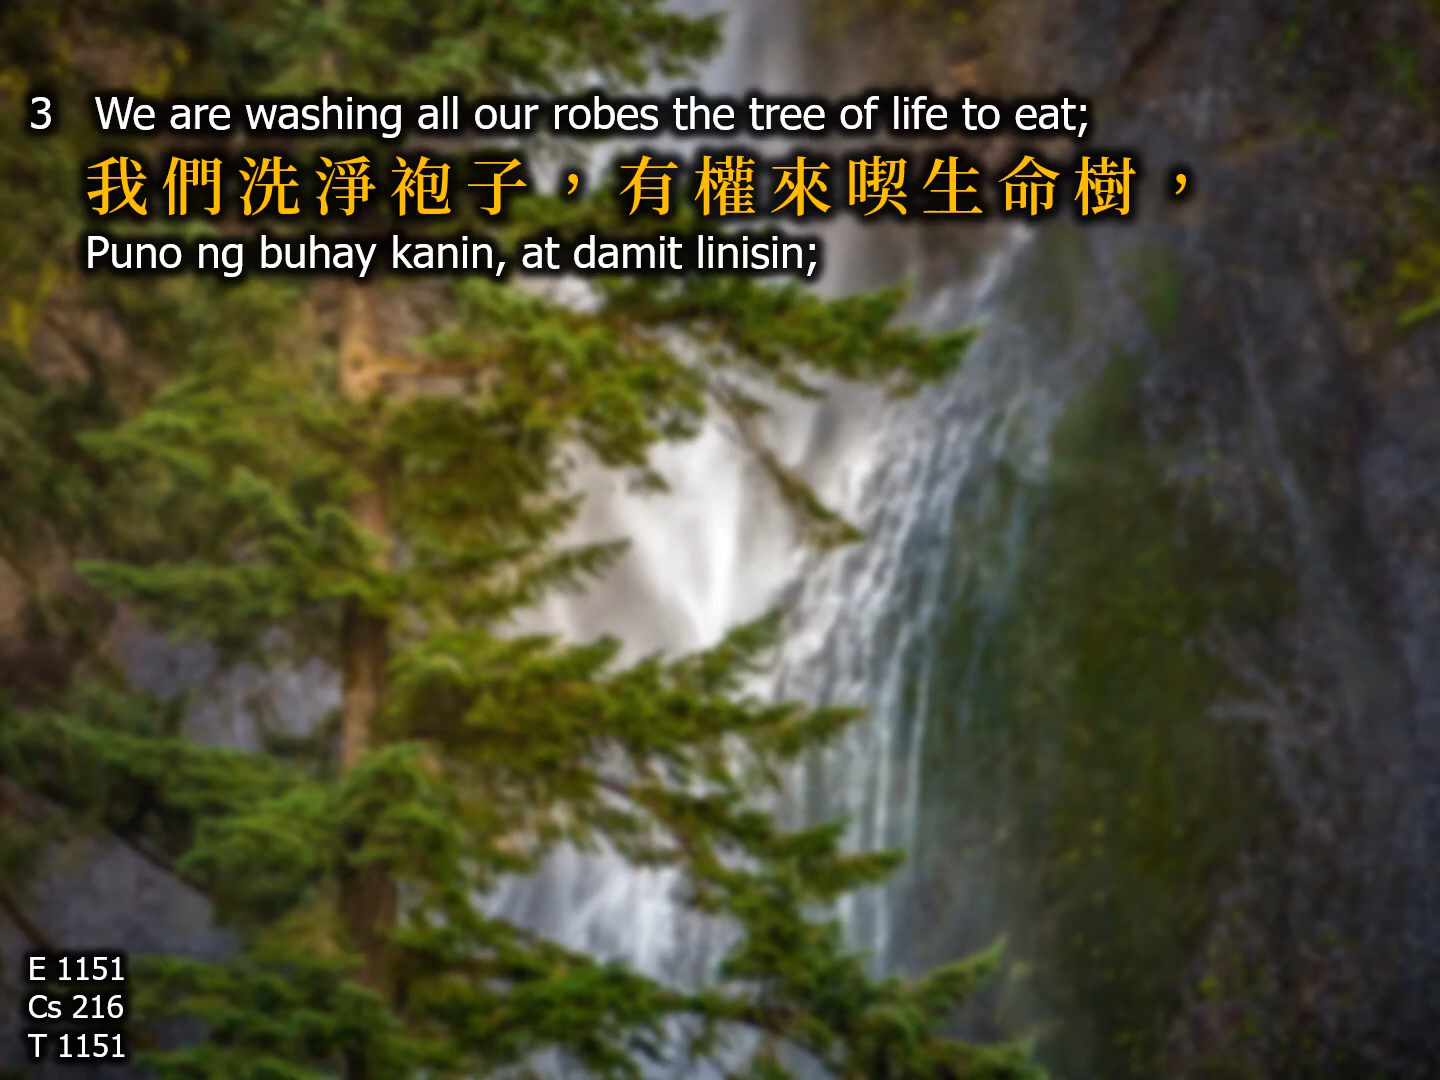 3 We are washing all our robes the tree of life to eat;
我們洗淨袍子，有權來喫生命樹，
Puno ng buhay kanin, at damit linisin;
E 1151
Cs 216
T 1151